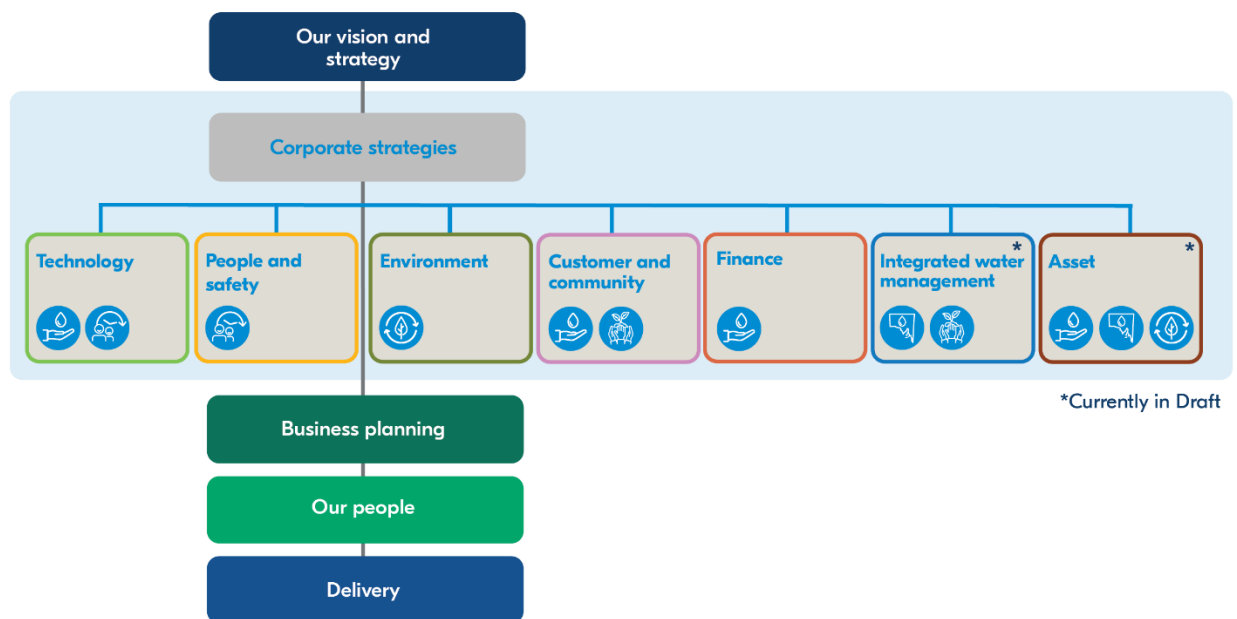 Our vision and
strategy
Corporate strategies
Technology
People and
safety
Environment
Customer and
community
Finance
Integrated water
management
*
Asset
*
*Currently in Draft
Business planning
Our people
Delivery